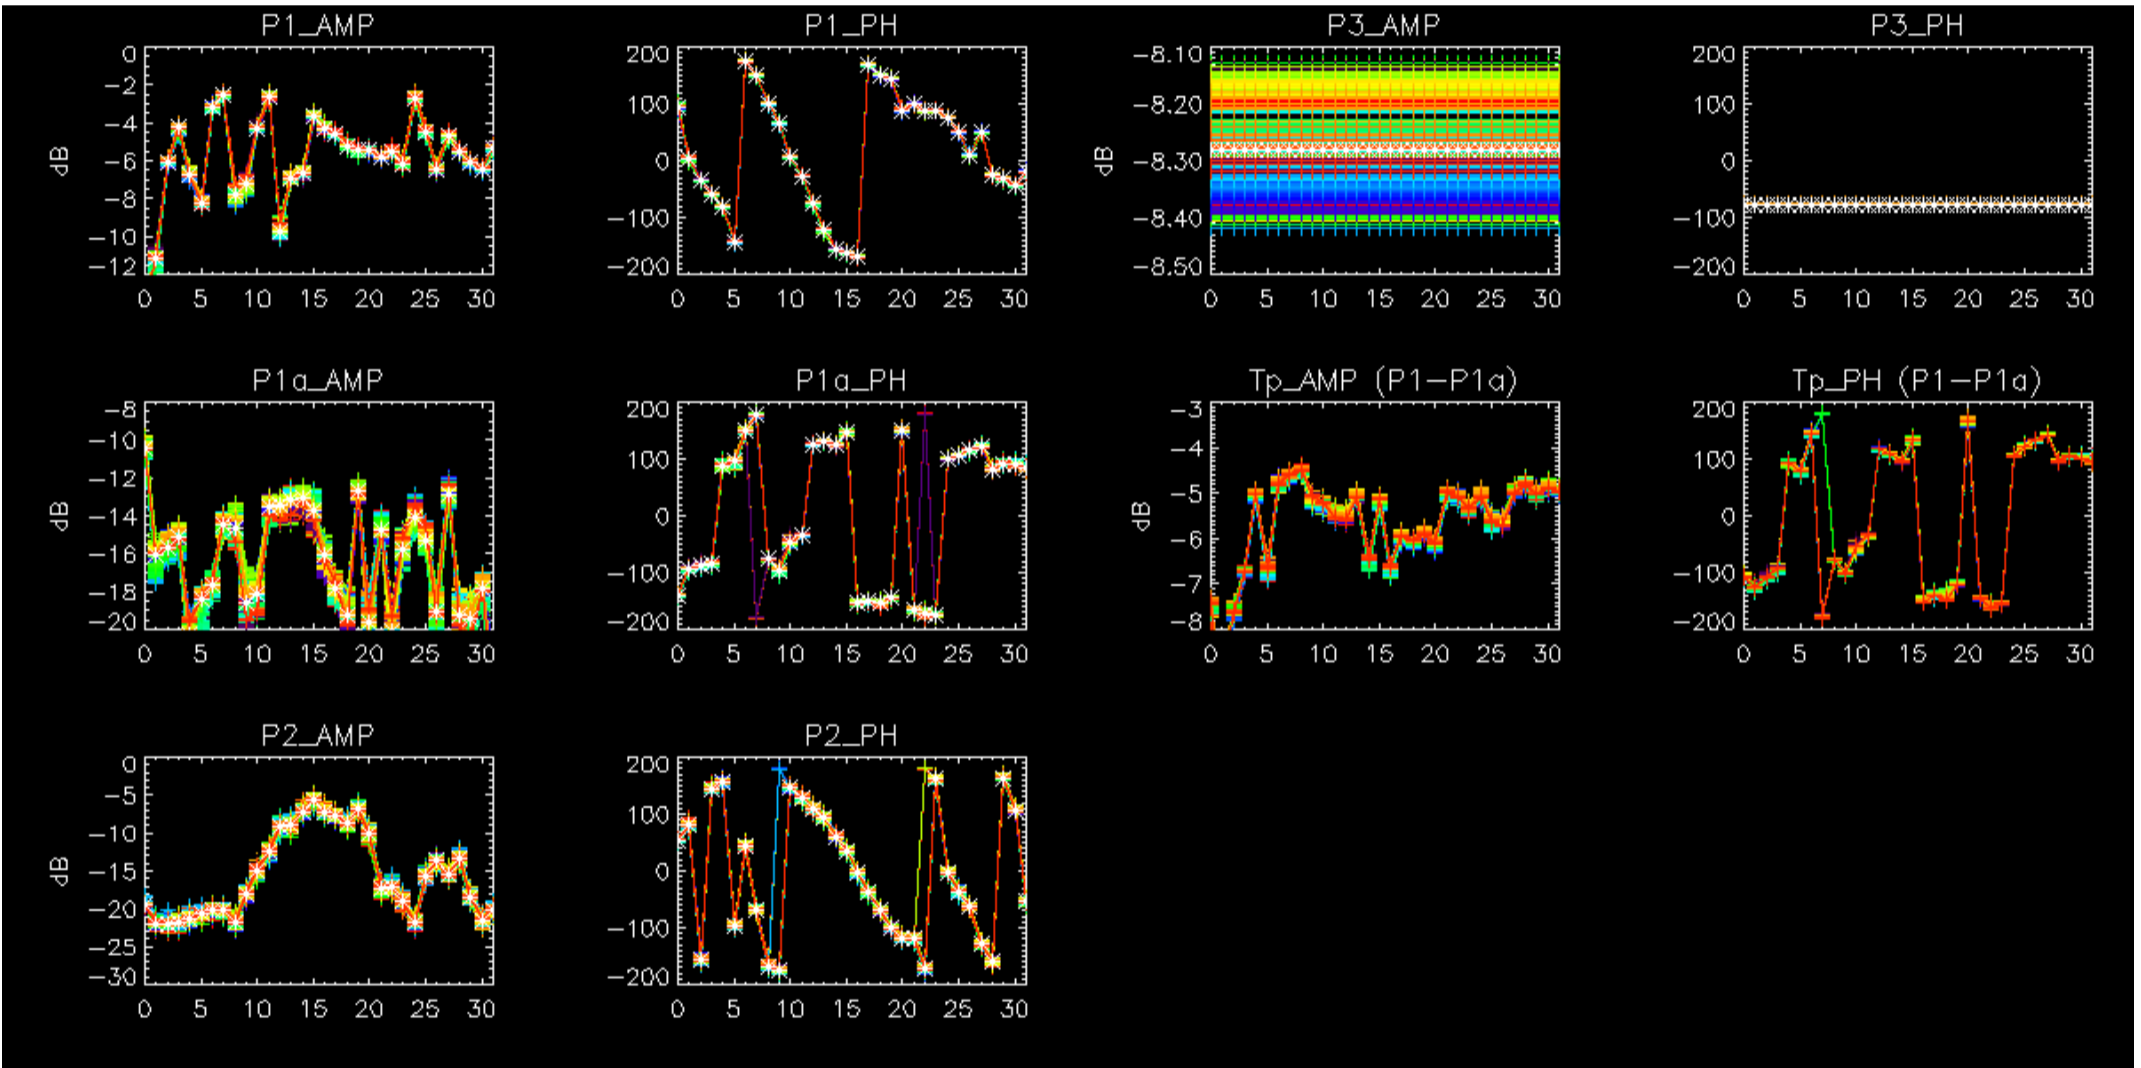 P1_AMP
P1_PH
P3_AMP
P3_PH
0
-2
-4
-6
-8
-10
-12
dB
0 5 10 15 20 25 30
200
100
0
-100
-200
0 5 10 15 20 25 30
-8.10
-8.20
-8.30
-8.40
-8.50
dB
0 5 10 15 20 25 30
200
100
0
-100
-200
0 5 10 15 20 25 30
P1a_AMP
P1a_PH
Tp_AMP (P1-P1a)
Tp_PH (P1-P1a)
-8
-10
-12
-14
-16
-18
-20
dB
0 5 10 15 20 25 30
200
100
0
-100
-200
0 5 10 15 20 25 30
-3
-4
-5
-6
-7
-8
dB
0 5 10 15 20 25 30
200
100
0
-100
-200
0 5 10 15 20 25 30
P2_AMP
P2_PH
0
-5
-10
-15
-20
-25
-30
dB
0 5 10 15 20 25 30
200
100
0
-100
-200
0 5 10 15 20 25 30